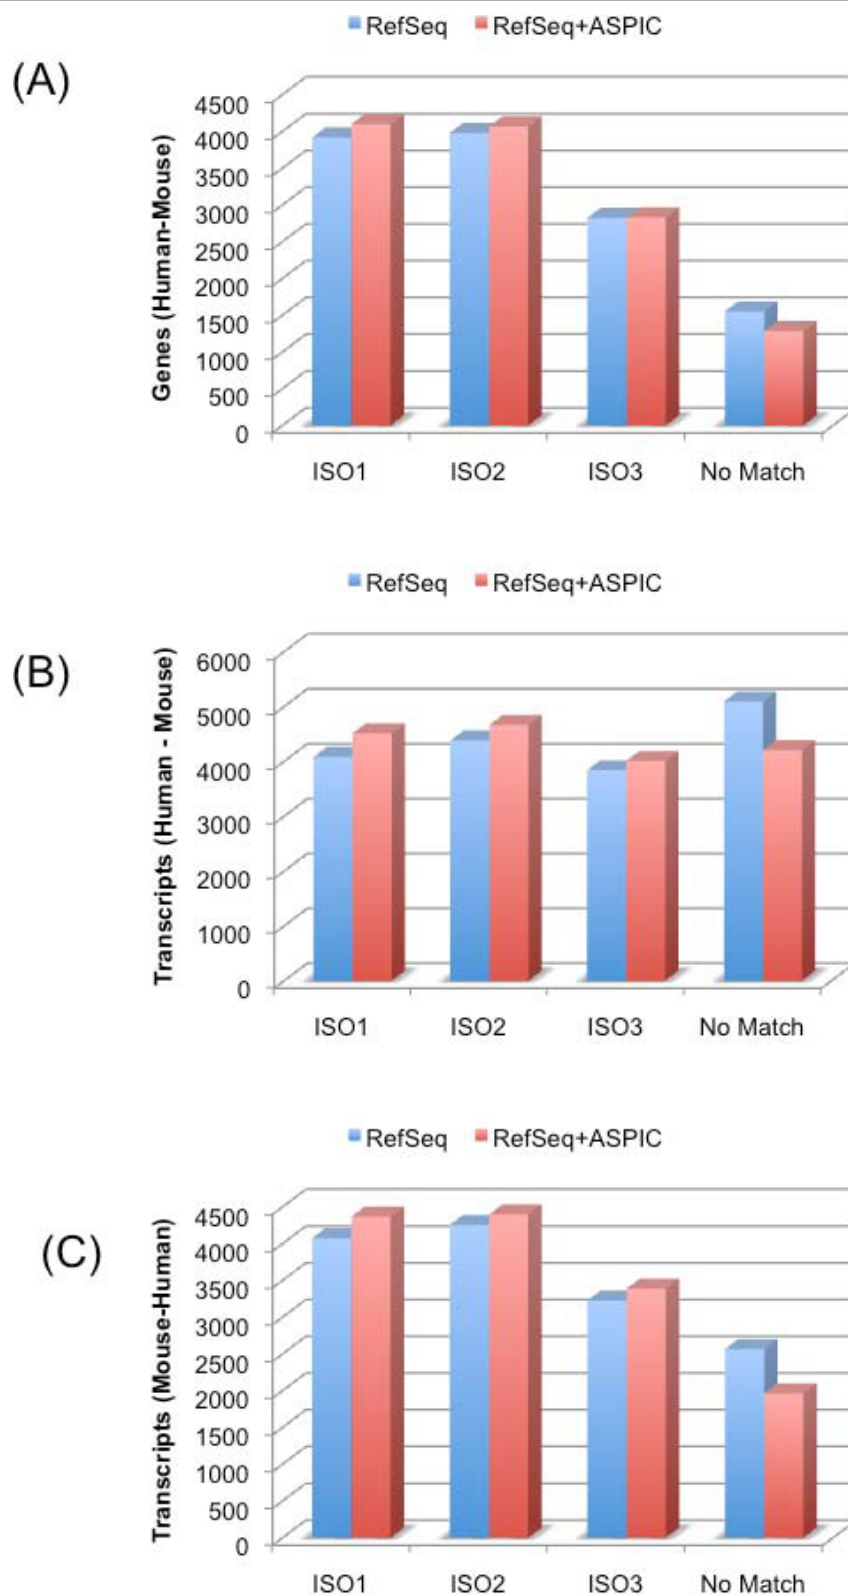 RefSeq RefSeq+ASPIC
(A)
Genes (Human-Mouse)
4500
4000
3500
3000
2500
2000
1500
1000
500
0
ISO1 ISO2 ISO3 No Match
RefSeq RefSeq+ASPIC
(B)
Transcripts (Human - Mouse)
6000
5000
4000
3000
2000
1000
0
ISO1 ISO2 ISO3 No Match
RefSeq RefSeq+ASPIC
(C)
Transcripts (Mouse-Human)
4500
4000
3500
3000
2500
2000
1500
1000
500
0
ISO1 ISO2 ISO3 No Match